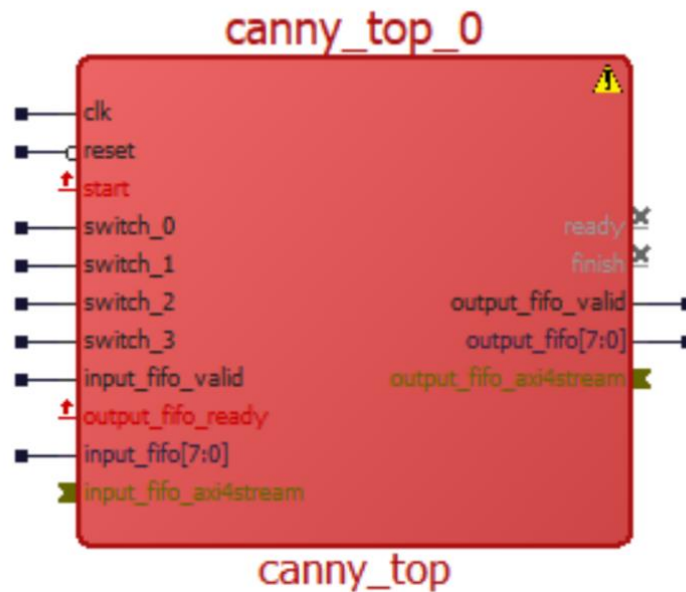 canny_top_0
clk
reset
start
switch_0
switch_1
switch_2
switch_3
input_fifo_valid
output_fifo_ready
input_fifo[7:0]
input_fifo_axi4stream
ready
finish
output_fifo_valid
output_fifo[7:0]
output_fifo_axi4stream
canny_top